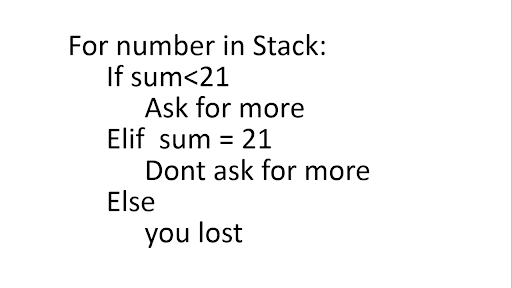 For number in Stack:
If sum<21
Ask for more
Elif sum = 21
Dont ask for more
Else
you lost